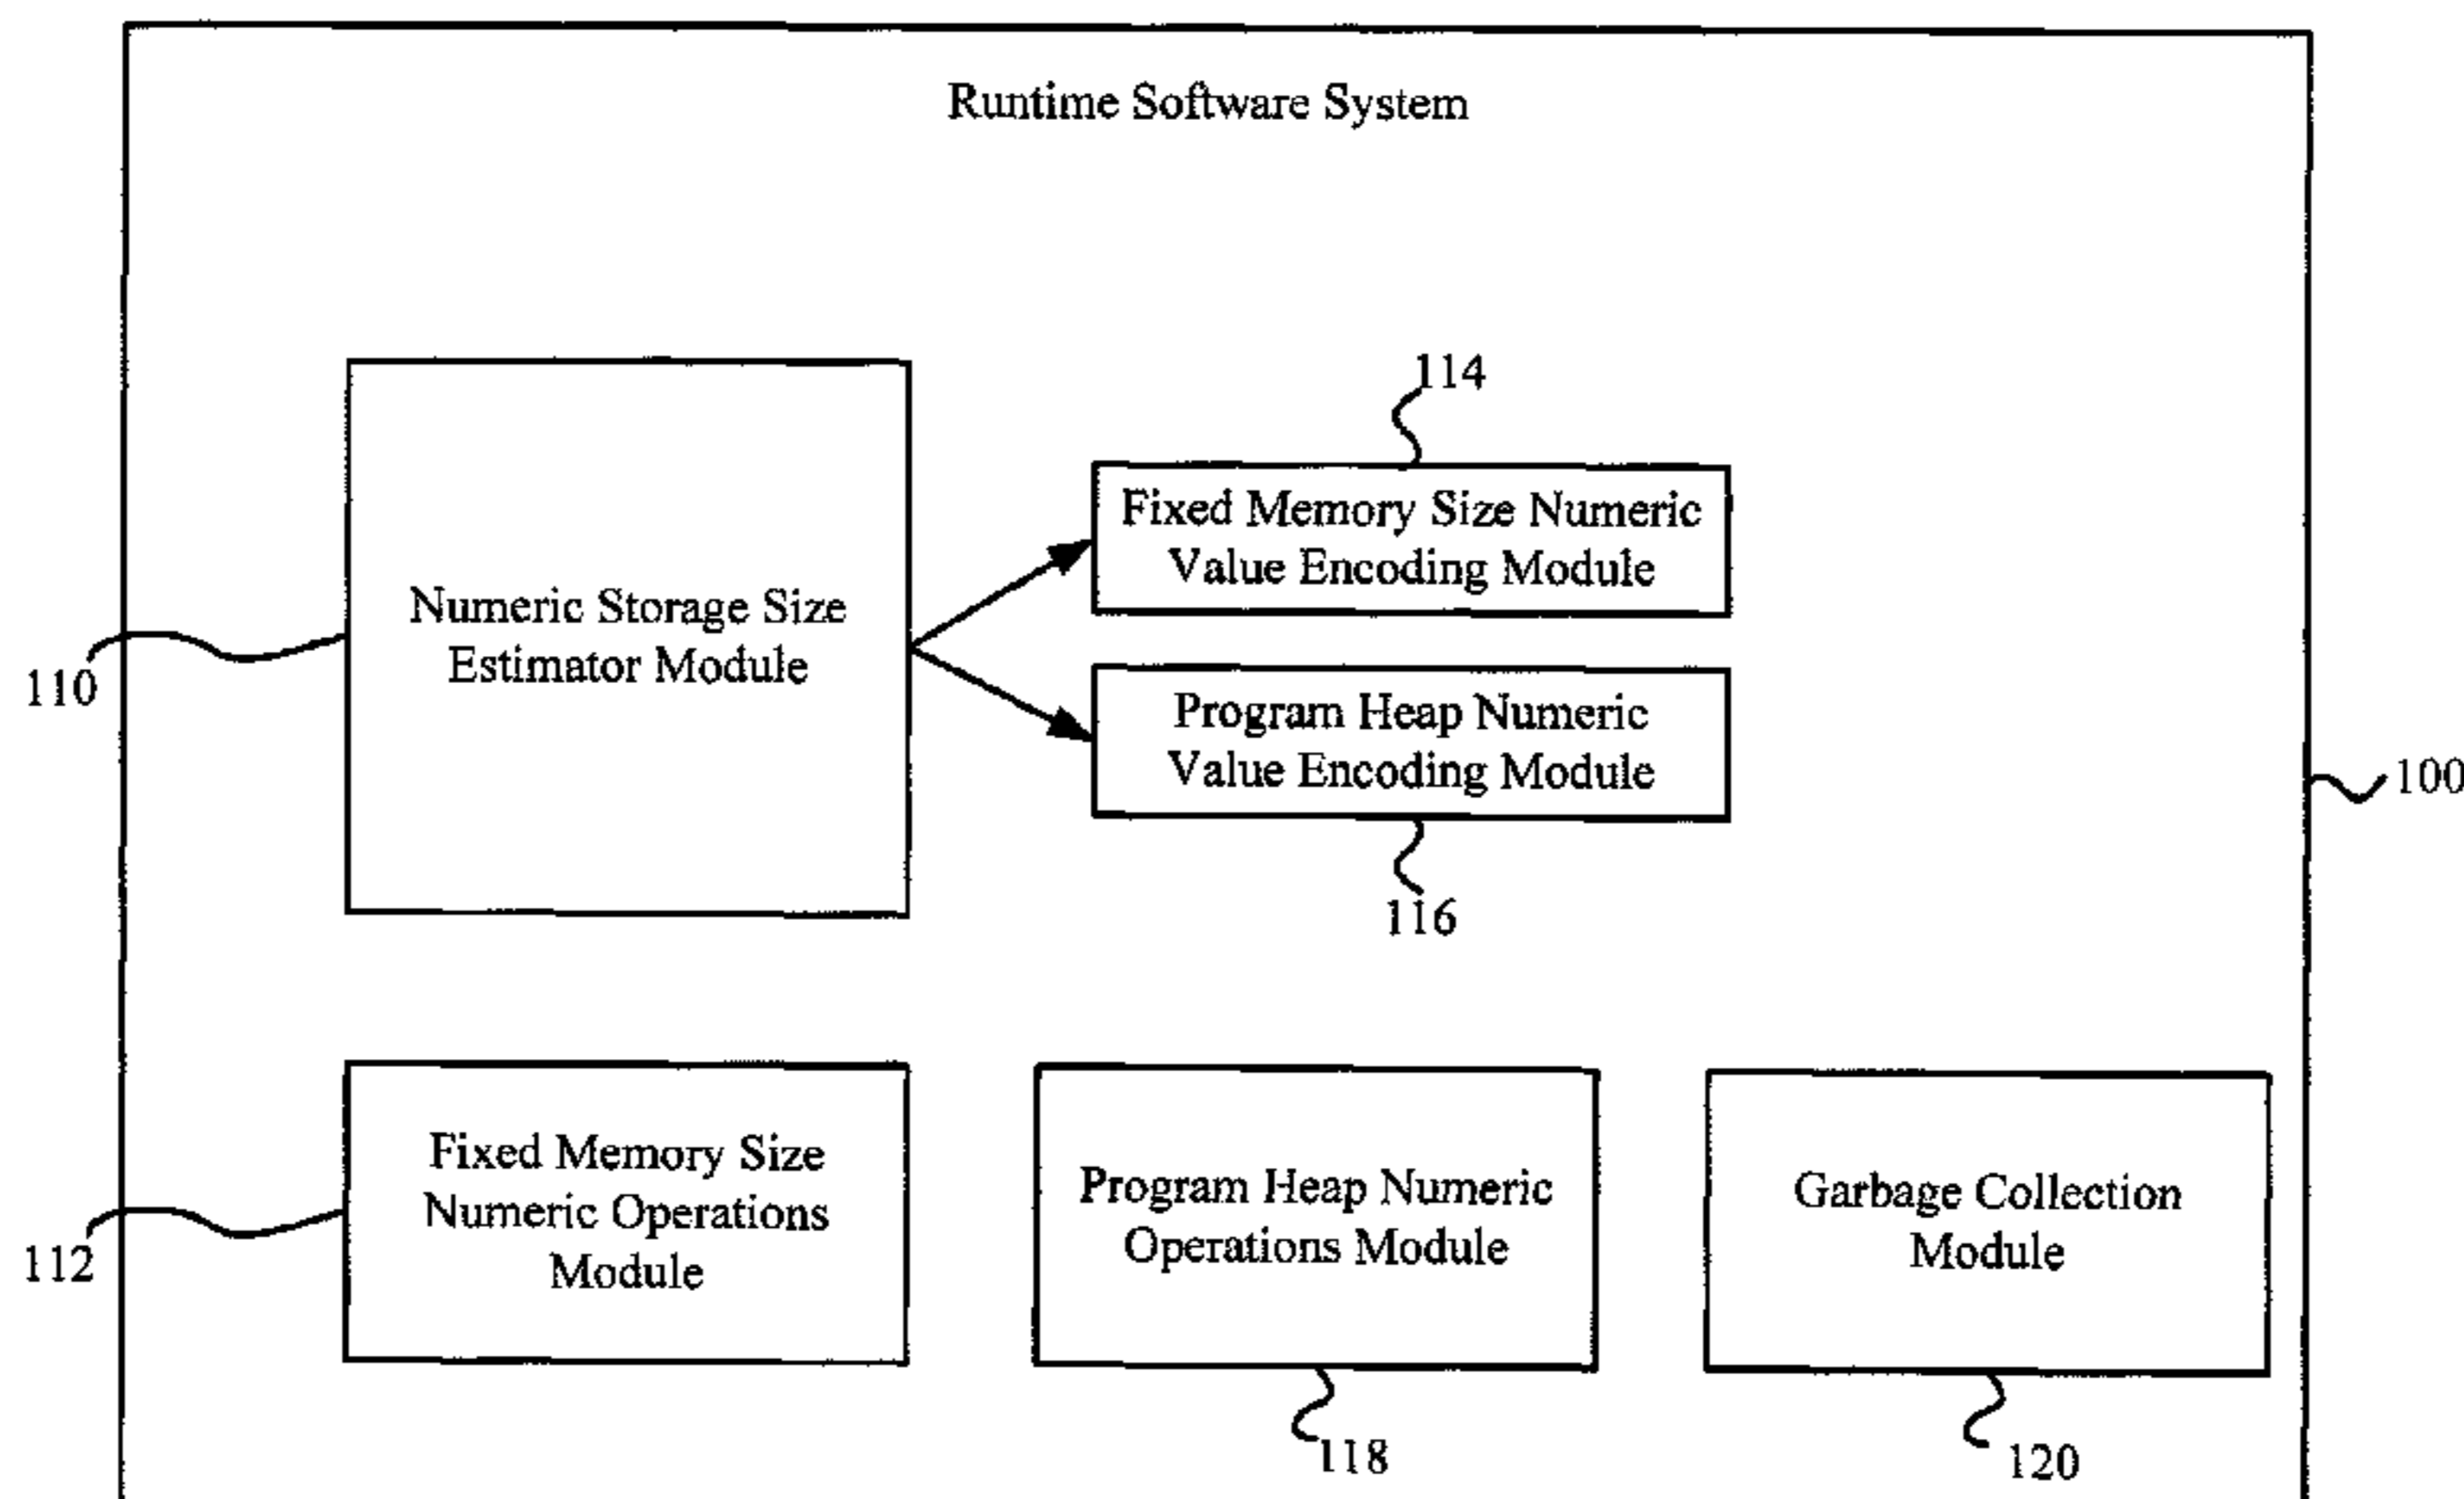 Runtime Software System
114
Fixed Memory Size Numeric
Value Encoding Module
Numeric Storage Size
Estimator Module
110
Program Heap Numeric
Value Encoding Module
100
116
Fixed Memory Size
Numeric Operations
Module
112
Program Heap Numeric
Operations Module
118
Garbage Collection
Module
120